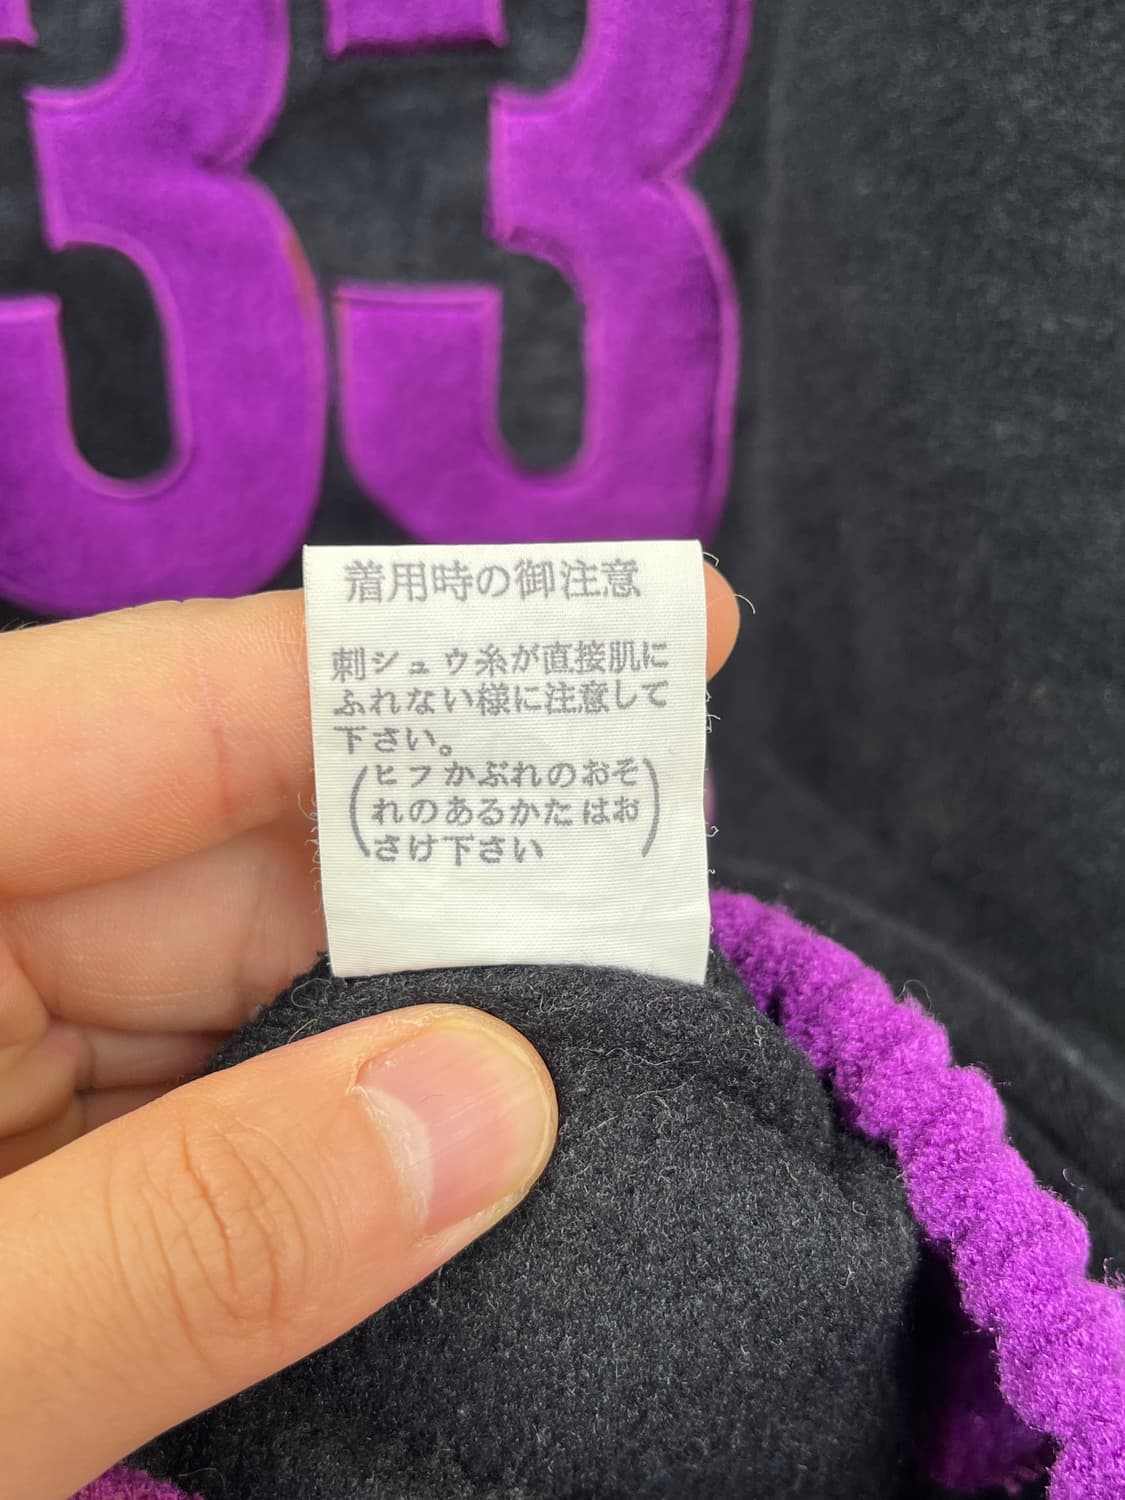 33
着用時の御注意
刺シュウ糸が直接肌に
ふれない様に注意して
下さい。
(ヒフかぶれのおそ
れのあるかたはお
さけ下さい)